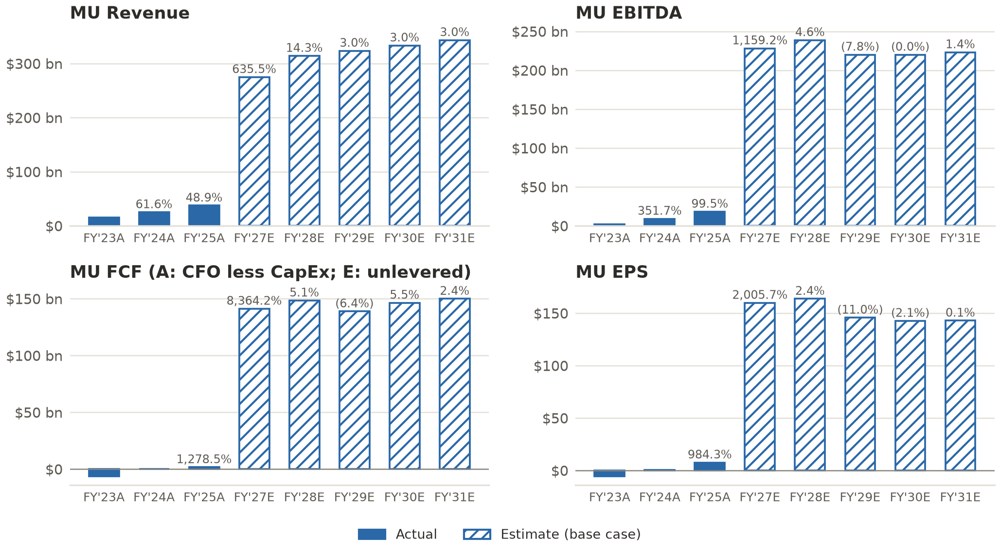 MU Revenue
3.0%
3.0%
3.0%
14.3%
635.5%
48.9%
61.6%
$300 bn
$200 bn
$100 bn
$0
FY'23A FY'24A FY'25A FY'27E FY'28E FY'29E FY'30E FY'31E
MU EBITDA
$250 bn
$200 bn
$150 bn
$100 bn
$50 bn
$0
351.7%
99.5%
1,159.2%
4.6%
(7.8%)
(0.0%)
1.4%
FY'23A FY'24A FY'25A FY'27E FY'28E FY'29E FY'30E FY'31E
MU FCF (A: CFO less CapEx; E: unlevered)
$150 bn
$100 bn
$50 bn
$0
1,278.5%
8,364.2%
5.1%
(6.4%)
5.5%
2.4%
FY'23A FY'24A FY'25A FY'27E FY'28E FY'29E FY'30E FY'31E
MU EPS
$150
$100
$50
$0
984.3%
2,005.7%
2.4%
(11.0%)
(2.1%)
0.1%
FY'23A FY'24A FY'25A FY'27E FY'28E FY'29E FY'30E FY'31E
Actual
Estimate (base case)